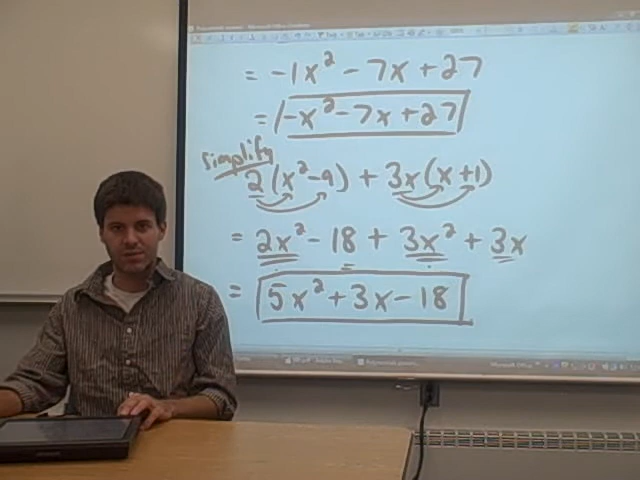 = -1x² - 7x + 27
= -x² - 7x + 27
simplify
2(x² - 9) + 3x(x + 1)
= 2x² - 18 + 3x² + 3x
= 5x² + 3x - 18